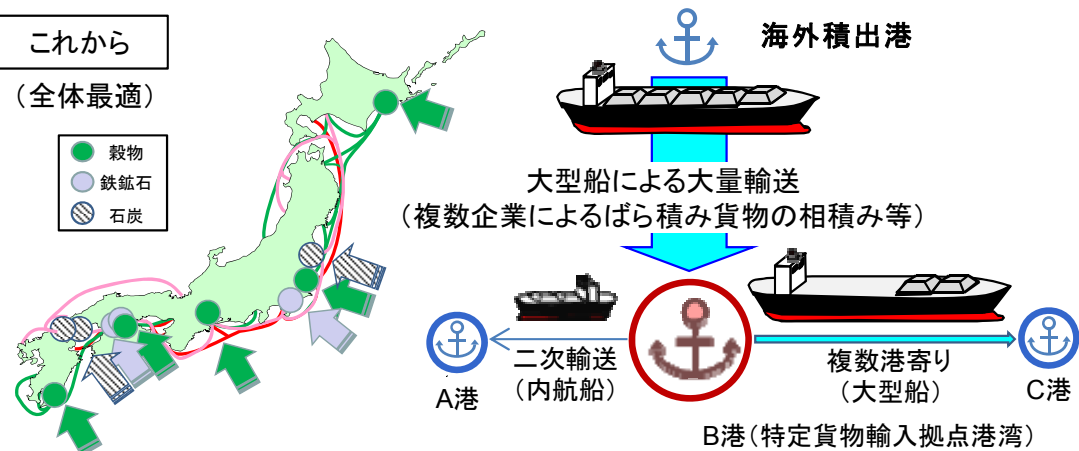 これから
（全体最適）
穀物
鉄鉱石
石炭
海外積出港
大型船による大量輸送
（複数企業によるばら積み貨物の相積み等）
二次輸送
（内航船）
複数港寄り
（大型船）
A港
C港
B港（特定貨物輸入拠点港湾）